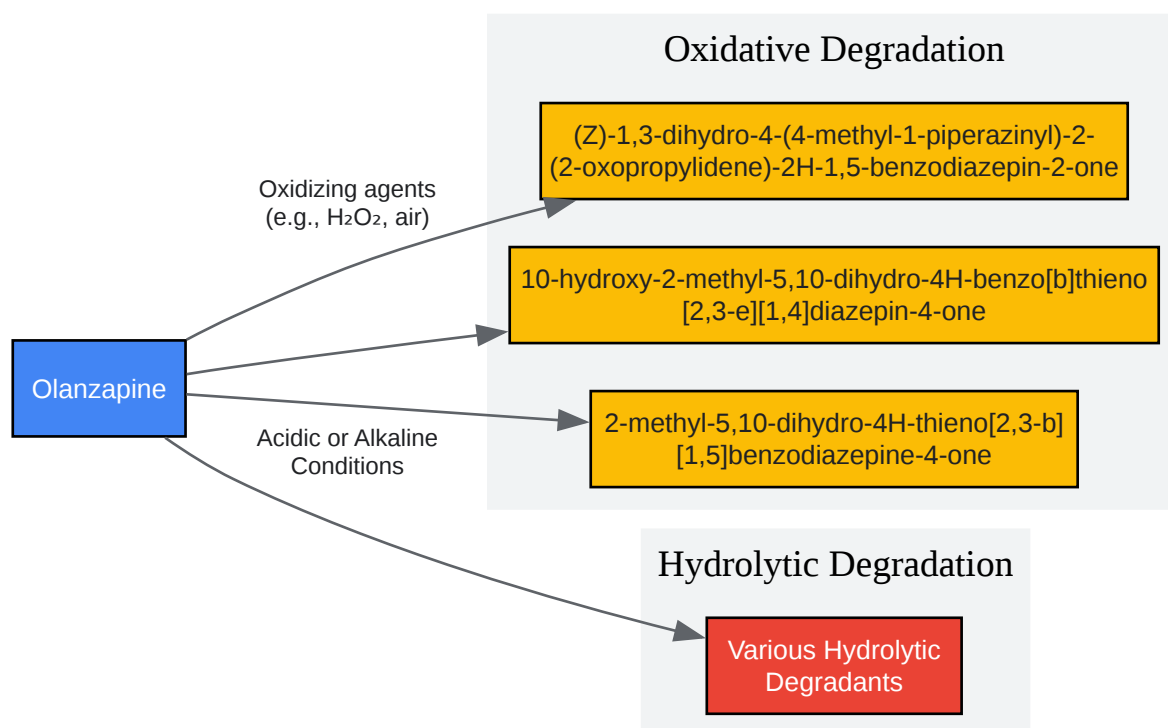 Oxidative Degradation
(Z)-1,3-dihydro-4-(4-methyl-1-piperazinyl)-2-
(2-oxopropylidene)-2H-1,5-benzodiazepin-2-one
Oxidizing agents
(e.g., H₂O₂, air)
10-hydroxy-2-methyl-5,10-dihydro-4H-benzo[b]thieno
[2,3-e][1,4]diazepin-4-one
Olanzapine
2-methyl-5,10-dihydro-4H-thieno[2,3-b]
[1,5]benzodiazepine-4-one
Acidic or Alkaline
Conditions
Hydrolytic Degradation
Various Hydrolytic
Degradants